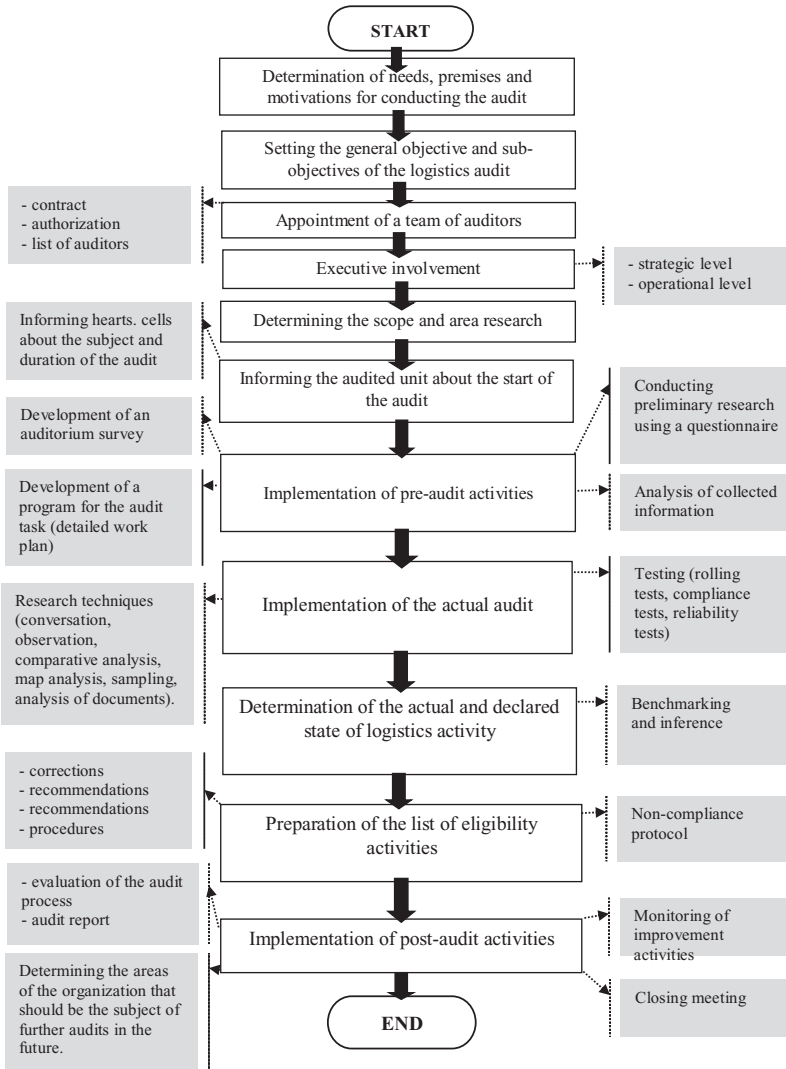 START
Determination of needs, premises and
motivations for conducting the audit
Setting the general objective and sub-
objectives of the logistics audit
- contract
- authorization
- list of auditors
Appointment of a team of auditors
Executive involvement
- strategic level
- operational level
Determining the scope and area research
Informing hearts. cells
about the subject and
duration of the audit
Informing the audited unit about the start of
the audit
Conducting
preliminary research
using a questionnaire
Development of an
auditorium survey
Development of a
program for the audit
task (detailed work
plan)
Implementation of pre-audit activities
Analysis of collected
information
Implementation of the actual audit
Testing (rolling
tests, compliance
tests, reliability
tests)
Research techniques
(conversation,
observation,
comparative analysis,
map analysis, sampling,
analysis of documents).
Determination of the actual and declared
state of logistics activity
Benchmarking
and inference
- corrections
- recommendations
- recommendations
- procedures
Preparation of the list of eligibility
activities
Non-compliance
protocol
- evaluation of the audit
process
- audit report
Implementation of post-audit activities
Monitoring of
improvement
activities
Determining the areas
of the organization that
should be the subject of
further audits in the
future.
Closing meeting
END